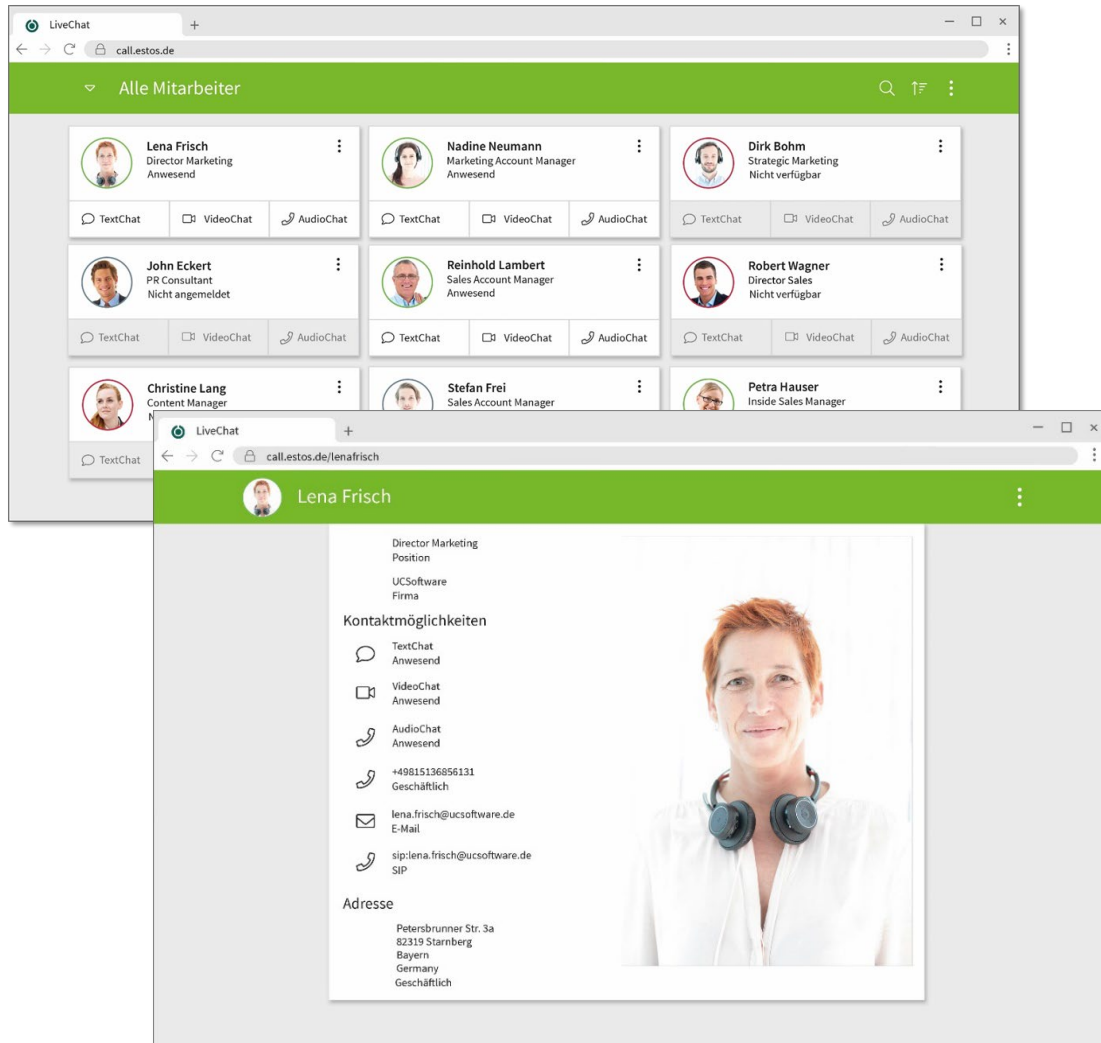 LiveChat
call.estos.de
Alle Mitarbeiter
Lena Frisch
Director Marketing
Anwesend
TextChat VideoChat AudioChat
Nadine Neumann
Marketing Account Manager
Anwesend
TextChat VideoChat AudioChat
Dirk Bohm
Strategic Marketing
Nicht verfügbar
TextChat VideoChat AudioChat
John Eckert
PR Consultant
Nicht angemeldet
TextChat VideoChat AudioChat
Reinhold Lambert
Sales Account Manager
Anwesend
TextChat VideoChat AudioChat
Robert Wagner
Director Sales
Nicht verfügbar
TextChat VideoChat AudioChat
Christine Lang
Content Manager
TextChat
Stefan Frei
Sales Account Manager
Petra Hauser
Inside Sales Manager
LiveChat
call.estos.de/lenafrisch
Lena Frisch
Director Marketing
Position
UCSoftware
Firma
Kontaktmöglichkeiten
TextChat
Anwesend
VideoChat
Anwesend
AudioChat
Anwesend
+49815136856131
Geschäftlich
lena.frisch@ucsoftware.de
E-Mail
sip:lena.frisch@ucsoftware.de
SIP
Adresse
Petersbrunner Str. 3a
82319 Starnberg
Bayern
Germany
Geschäftlich